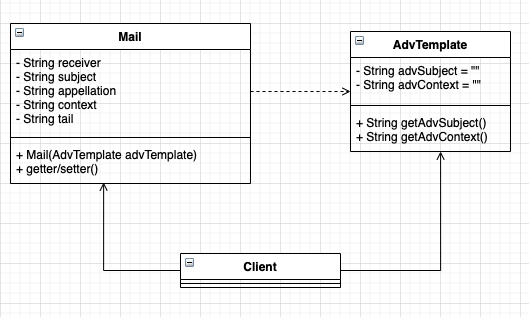 Mail
- String receiver
- String subject
- String appellation
- String context
- String tail
+ Mail(AdvTemplate advTemplate)
+ getter/setter()
AdvTemplate
- String advSubject = ""
- String advContext = ""
+ String getAdvSubject()
+ String getAdvContext()
Client